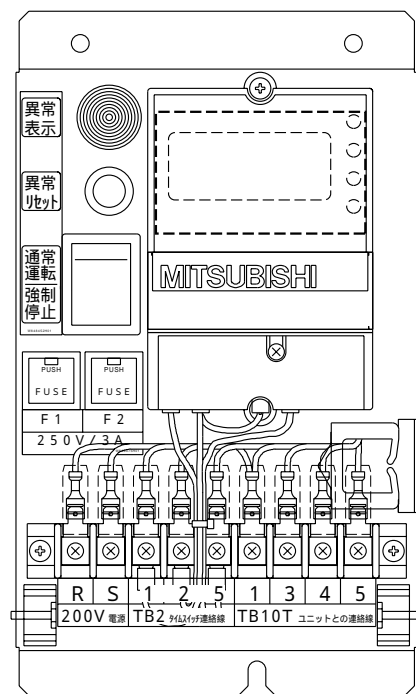 異常
表示
異常
リセット
通常
運転
強制
停止
MITSUBISHI
PUSH
FUSE
PUSH
FUSE
F1 F2
250V/3A
R S 1 2 5 1 3 4 5
200V 電源 TB2 タイムスイッチ連絡線 TB10T ユニットとの連絡線